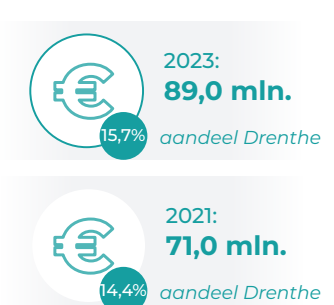 2023:
89,0 mln.
15,7% aandeel Drenthe
2021:
71,0 mln.
14,4% aandeel Drenthe